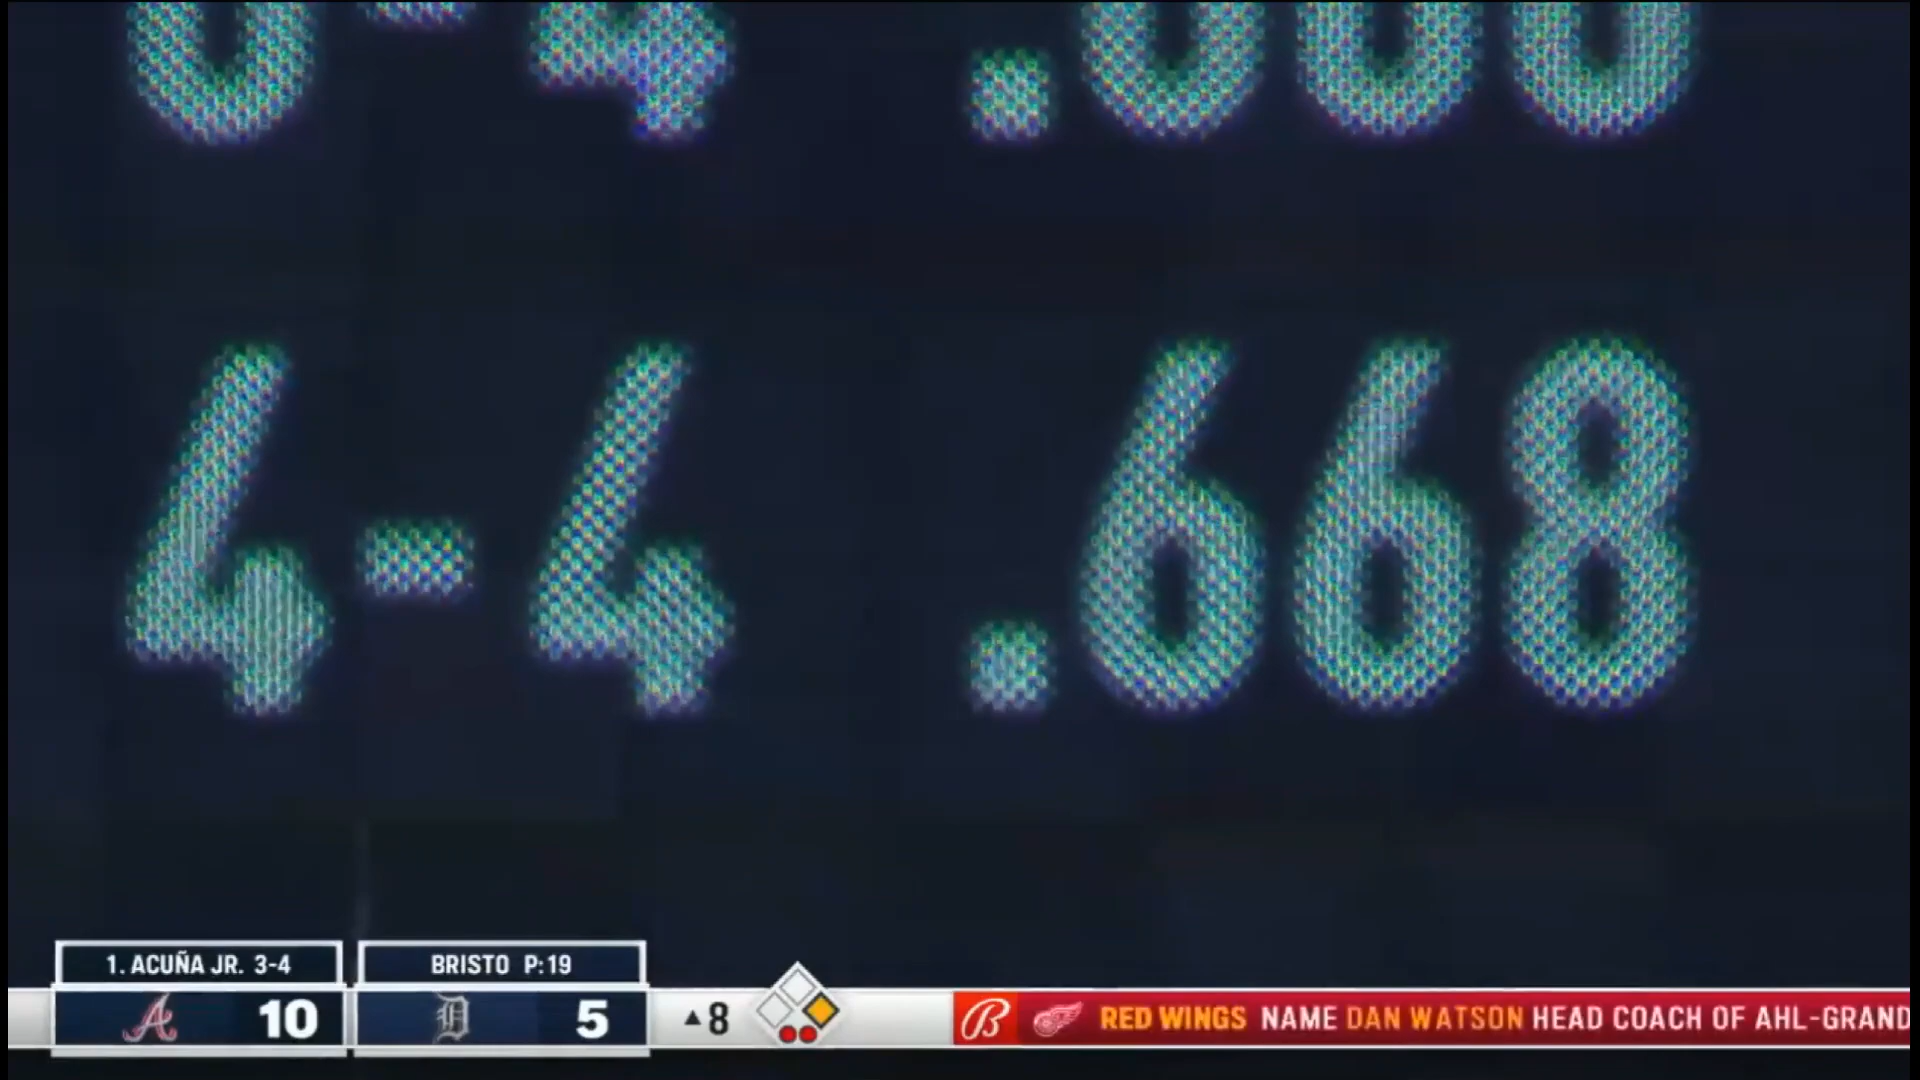 4-4 .668
1. ACUÑA JR. 3-4
BRISTO P:19
A 10
D 5
▲8
B RED WINGS NAME DAN WATSON HEAD COACH OF AHL-GRAND